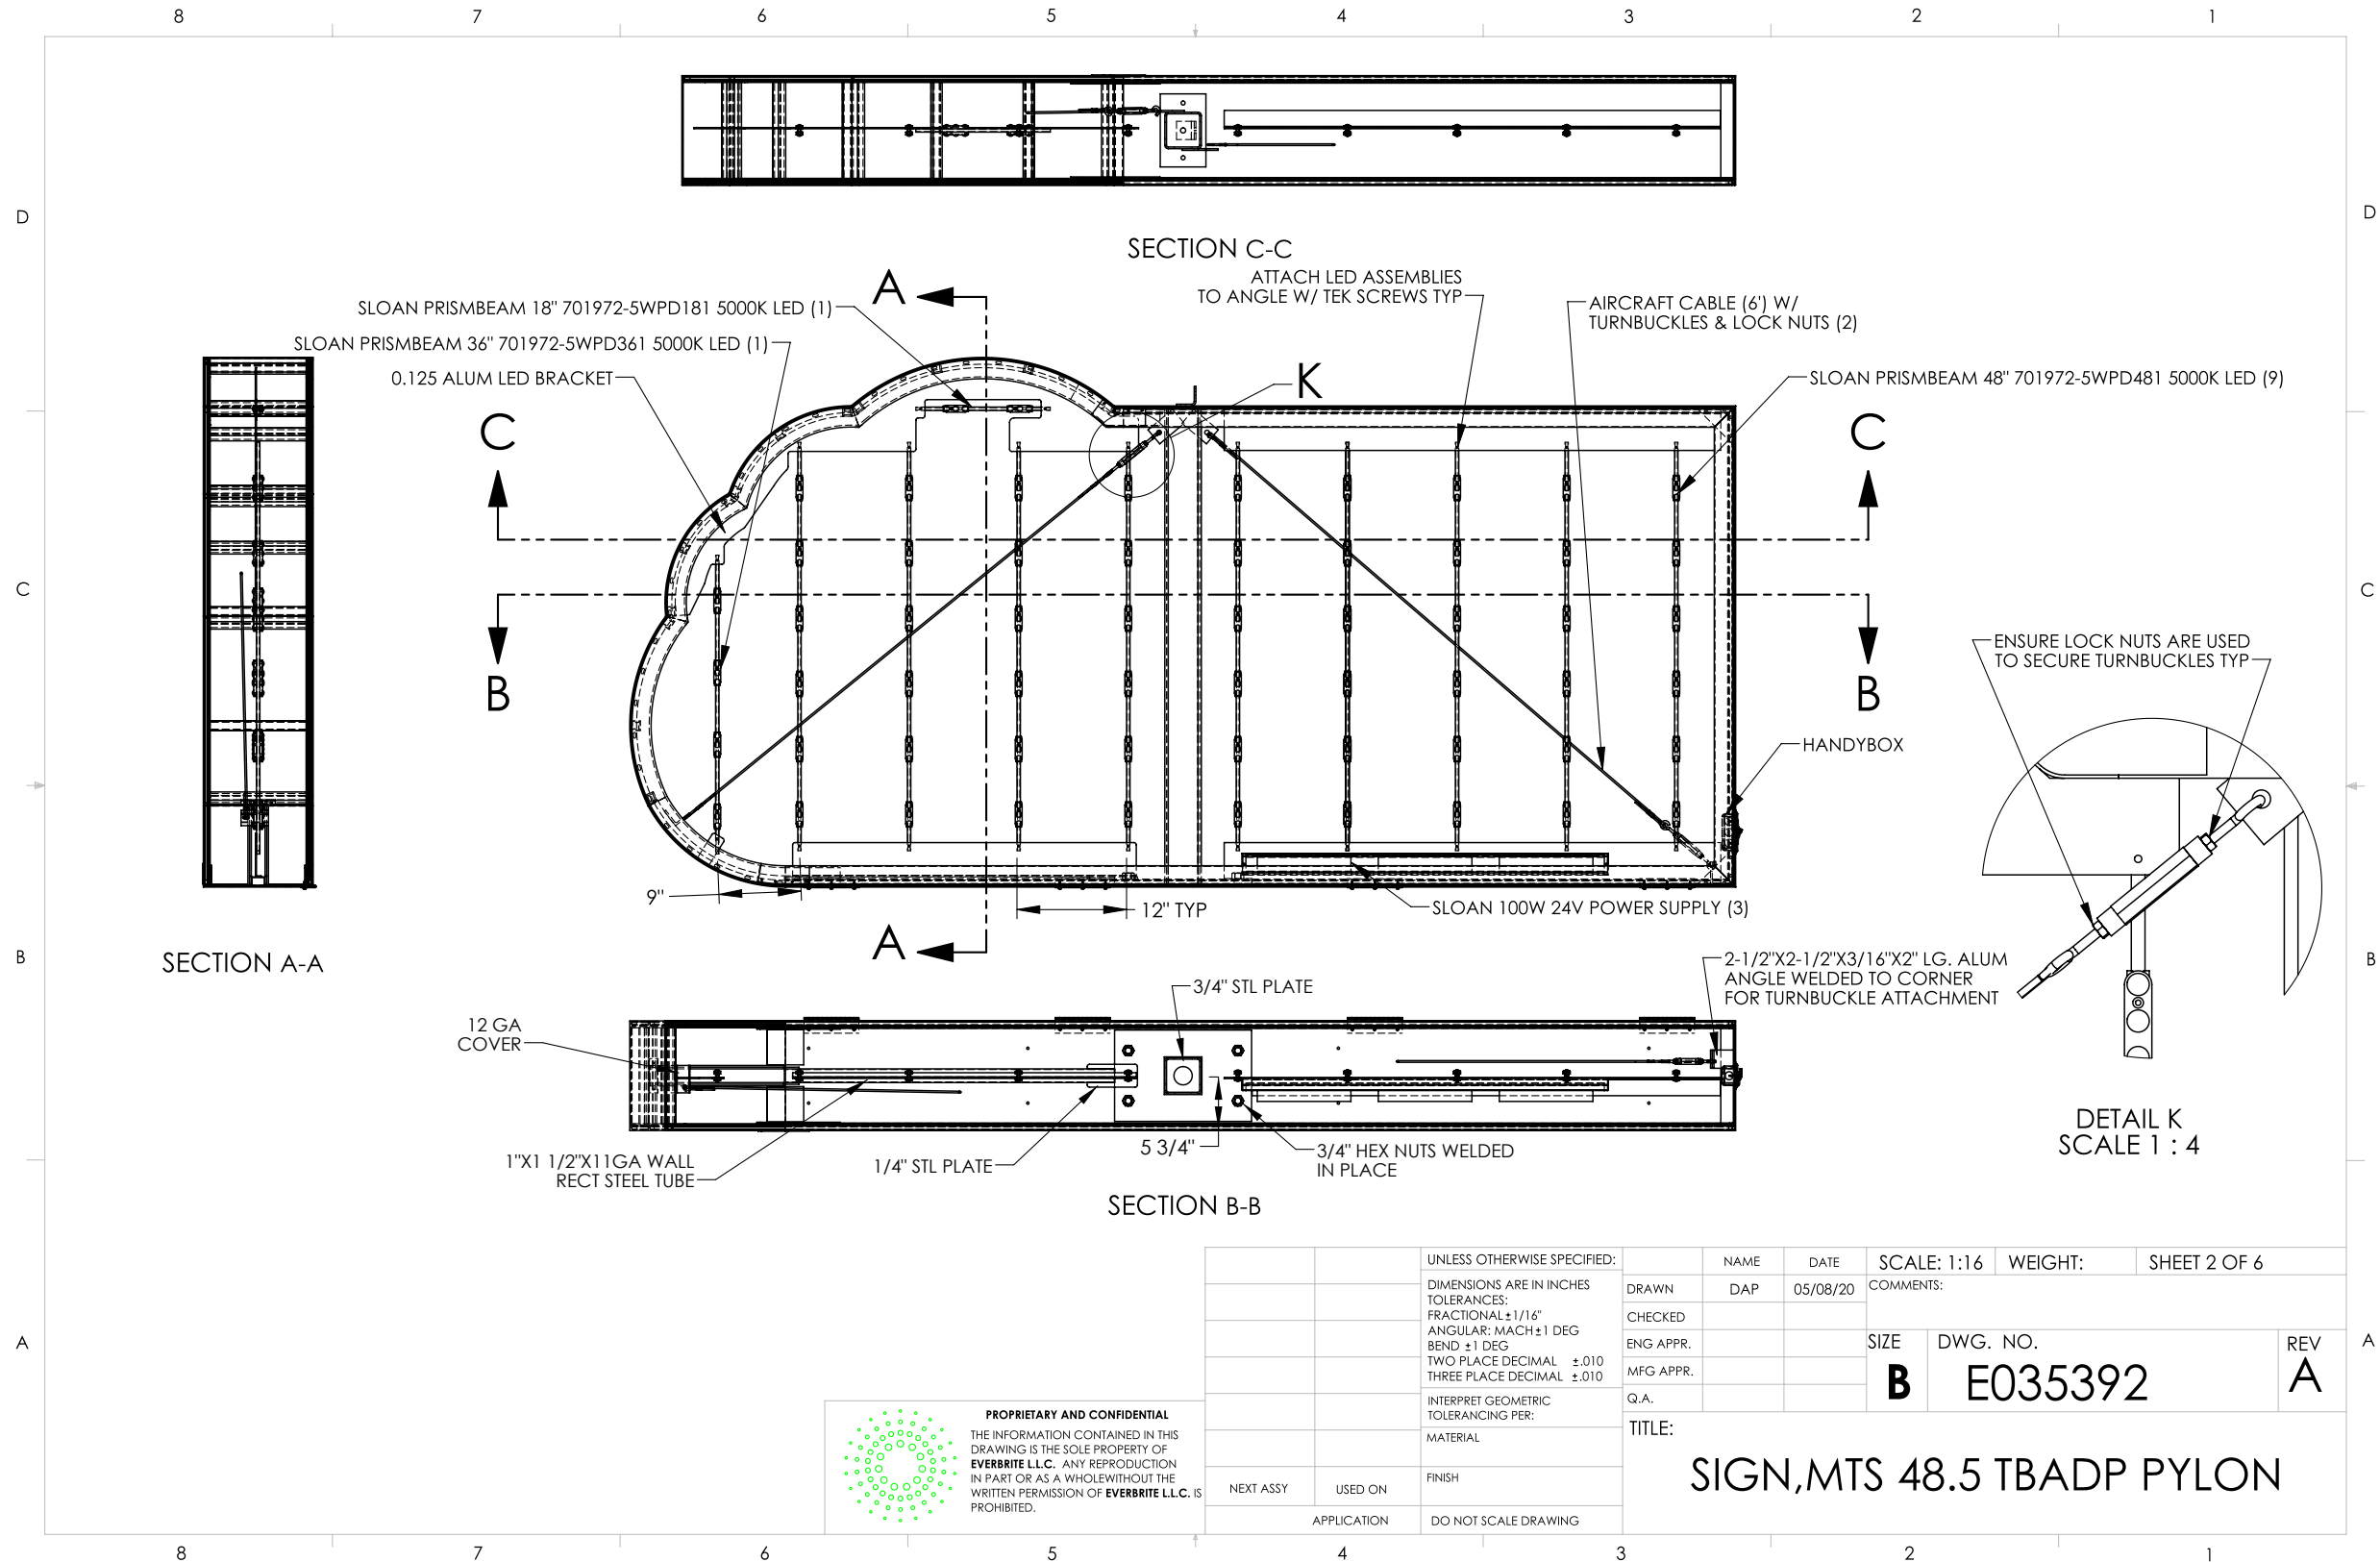 8 7 6 5 4 3 2 1
D D
SECTION C-C
A
ATTACH LED ASSEMBLIES
TO ANGLE W/ TEK SCREWS TYP
SLOAN PRISMBEAM 18" 701972-5WPD181 5000K LED (1)
AIRCRAFT CABLE (6') W/
TURNBUCKLES & LOCK NUTS (2)
SLOAN PRISMBEAM 36" 701972-5WPD361 5000K LED (1)
0.125 ALUM LED BRACKET
K
SLOAN PRISMBEAM 48" 701972-5WPD481 5000K LED (9)
C C
C C
B B
ENSURE LOCK NUTS ARE USED
TO SECURE TURNBUCKLES TYP
HANDYBOX
9"
12" TYP
SLOAN 100W 24V POWER SUPPLY (3)
A
SECTION A-A
B B
2-1/2"X2-1/2"X3/16"X2" LG. ALUM
ANGLE WELDED TO CORNER
FOR TURNBUCKLE ATTACHMENT
3/4" STL PLATE
12 GA
COVER
DETAIL K
SCALE 1 : 4
5 3/4"
3/4" HEX NUTS WELDED
IN PLACE
1"X1 1/2"X11GA WALL
RECT STEEL TUBE
1/4" STL PLATE
SECTION B-B
A A
UNLESS OTHERWISE SPECIFIED:
DIMENSIONS ARE IN INCHES
TOLERANCES:
FRACTIONAL±1/16"
ANGULAR: MACH±1 DEG
BEND ±1 DEG
TWO PLACE DECIMAL ±.010
THREE PLACE DECIMAL ±.010
INTERPRET GEOMETRIC
TOLERANCING PER:
MATERIAL
FINISH
DO NOT SCALE DRAWING
NEXT ASSY USED ON
APPLICATION
NAME DATE
DRAWN DAP 05/08/20
CHECKED
ENG APPR.
MFG APPR.
Q.A.
SCALE: 1:16 WEIGHT: SHEET 2 OF 6
COMMENTS:
SIZE DWG. NO. REV
B E035392 A
TITLE:
SIGN,MTS 48.5 TBADP PYLON
PROPRIETARY AND CONFIDENTIAL
THE INFORMATION CONTAINED IN THIS
DRAWING IS THE SOLE PROPERTY OF
EVERBRITE L.L.C. ANY REPRODUCTION
IN PART OR AS A WHOLEWITHOUT THE
WRITTEN PERMISSION OF EVERBRITE L.L.C. IS
PROHIBITED.
8 7 6 5 4 3 2 1